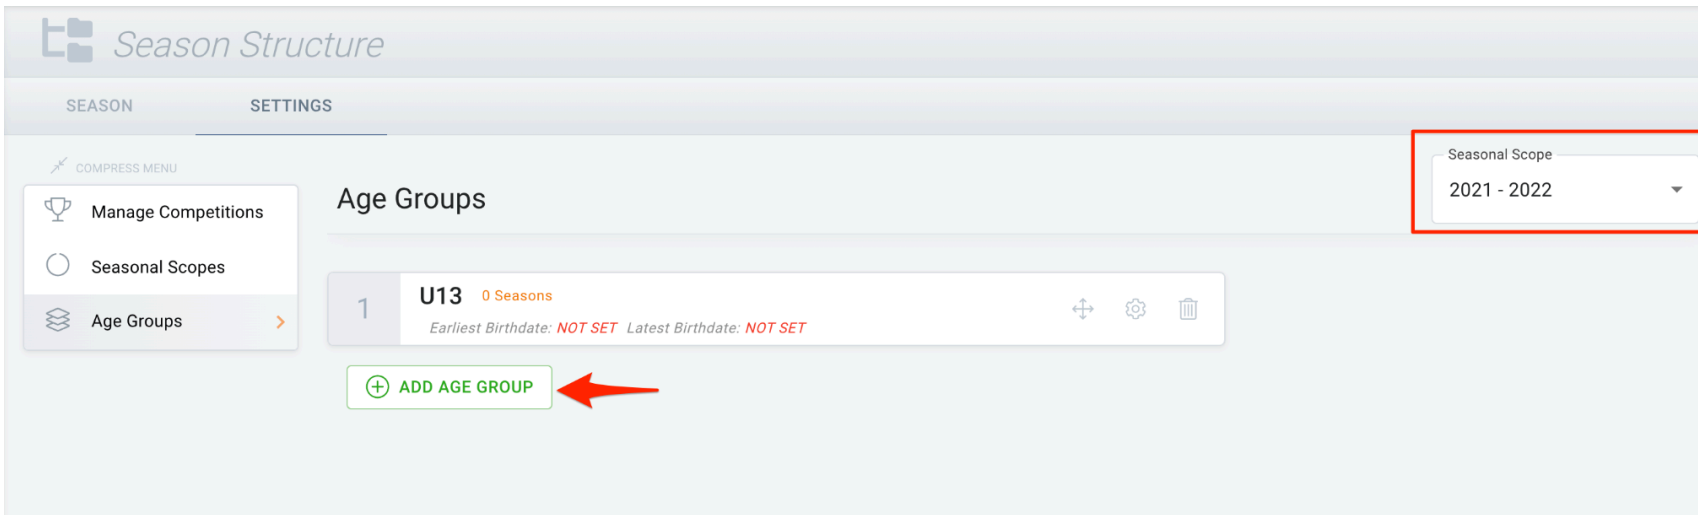 Season Structure
SEASON SETTINGS
COMPRESS MENU
Manage Competitions
Seasonal Scopes
Age Groups
Age Groups
Seasonal Scope
2021 - 2022
1
U13 0 Seasons
Earliest Birthdate: NOT SET Latest Birthdate: NOT SET
ADD AGE GROUP